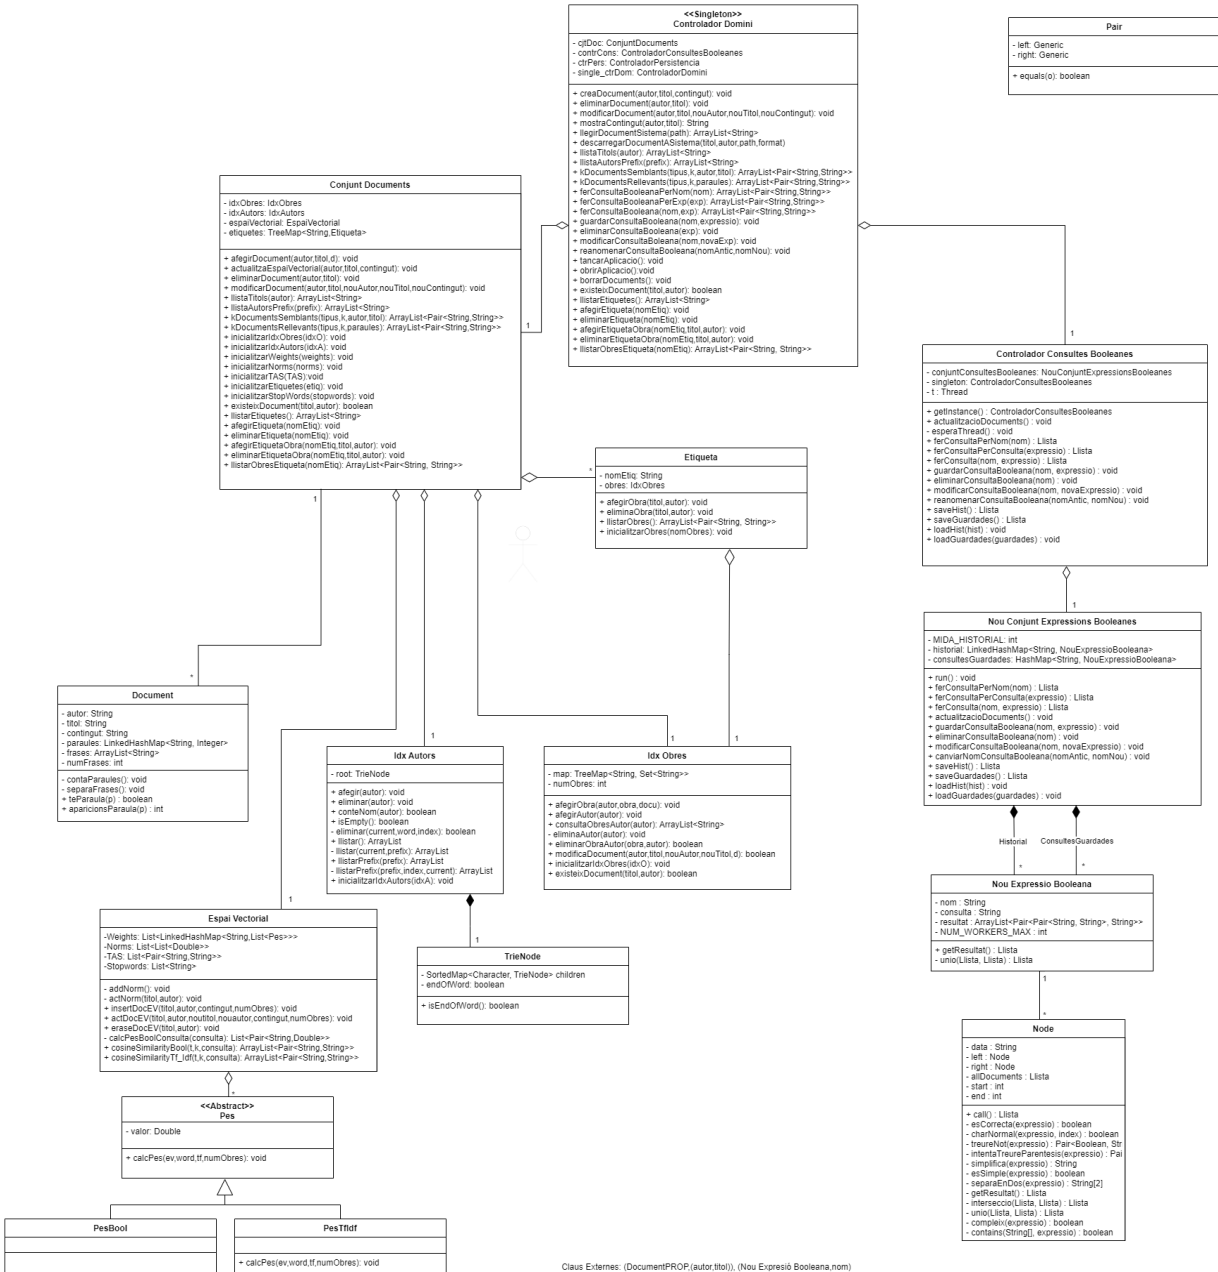 <<Singleton>>
Controlador Domini
- cjtDoc: ConjuntDocuments
- contrCons: ControladorConsultesBooleanes
- ctrPers: ControladorPersistencia
- single_ctrDom: ControladorDomini
+ creaDocument(autor,titol,contingut): void
+ eliminarDocument(autor,titol): void
+ modificarDocument(autor,titol,nouAutor,nouTitol,nouContingut): void
+ mostraContingut(autor,titol): String
+ llegirDocumentSistema(path): ArrayList<String>
+ descarregarDocumentASistema(titol,autor,path,format)
+ llistaTitols(autor): ArrayList<String>
+ llistaAutorsPrefix(prefix): ArrayList<String>
+ kDocumentsSemblants(tipus,k,autor,titol): ArrayList<Pair<String,String>>
+ kDocumentsRellevants(tipus,k,paraules): ArrayList<Pair<String,String>>
+ ferConsultaBooleanaPerNom(nom): ArrayList<Pair<String,String>>
+ ferConsultaBooleanaPerExp(exp): ArrayList<Pair<String,String>>
+ ferConsultaBooleana(nom,exp): ArrayList<Pair<String,String>>
+ guardarConsultaBooleana(nom,expressio): void
+ eliminarConsultaBooleana(exp): void
+ modificarConsultaBoleana(nom,novaExp): void
+ reanomenarConsultaBooleana(nomAntic,nomNou): void
+ tancarAplicacio(): void
+ obrirAplicacio():void
+ borrarDocuments(): void
+ existeixDocument(titol,autor): boolean
+ llistarEtiquetes(): ArrayList<String>
+ afegirEtiqueta(nomEtiq): void
+ eliminarEtiqueta(nomEtiq): void
+ afegirEtiquetaObra(nomEtiq,titol,autor): void
+ eliminarEtiquetaObra(nomEtiq,titol,autor): void
+ llistarObresEtiqueta(nomEtiq): ArrayList<Pair<String, String>>
Pair
- left: Generic
- right: Generic
+ equals(o): boolean
Conjunt Documents
- idxObres: IdxObres
- idxAutors: IdxAutors
- espaiVectorial: EspaiVectorial
- etiquetes: TreeMap<String,Etiqueta>
+ afegirDocument(autor,titol,d): void
+ actualitzaEspaiVectorial(autor,titol,contingut): void
+ eliminarDocument(autor,titol): void
+ modificarDocument(autor,titol,nouAutor,nouTitol,nouContingut): void
+ llistaTitols(autor): ArrayList<String>
+ llistaAutorsPrefix(prefix): ArrayList<String>
+ kDocumentsSemblants(tipus,k,autor,titol): ArrayList<Pair<String,String>>
+ kDocumentsRellevants(tipus,k,paraules): ArrayList<Pair<String,String>>
+ inicialitzarIdxObres(idxO): void
+ inicialitzarIdxAutors(idxA): void
+ inicialitzarWeights(weights): void
+ inicialitzarNorms(norms): void
+ inicialitzarTAS(TAS):void
+ inicialitzarEtiquetes(etiq): void
+ inicialitzarStopWords(stopwords): void
+ existeixDocument(titol,autor): boolean
+ llistarEtiquetes(): ArrayList<String>
+ afegirEtiqueta(nomEtiq): void
+ eliminarEtiqueta(nomEtiq): void
+ afegirEtiquetaObra(nomEtiq,titol,autor): void
+ eliminarEtiquetaObra(nomEtiq,titol,autor): void
+ llistarObresEtiqueta(nomEtiq): ArrayList<Pair<String, String>>
1
1
Controlador Consultes Booleanes
- conjuntConsultesBooleanes: NouConjuntExpressionsBooleanes
- singleton: ControladorConsultesBooleanes
- t : Thread
+ getInstance() : ControladorConsultesBooleanes
+ actualitzacioDocuments() : void
- esperaThread() : void
+ ferConsultaPerNom(nom) : Llista
+ ferConsultaPerConsulta(expressio) : Llista
+ ferConsulta(nom, expressio) : Llista
+ guardarConsultaBooleana(nom, expressio) : void
+ eliminarConsultaBooleana(nom) : void
+ modificarConsultaBooleana(nom, novaExpressio) : void
+ reanomenarConsultaBooleana(nomAntic, nomNou) : void
+ saveHist() : Llista
+ saveGuardades() : Llista
+ loadHist(hist) : void
+ loadGuardades(guardades) : void
*
Etiqueta
- nomEtiq: String
- obres: IdxObres
+ afegirObra(titol,autor): void
+ eliminaObra(titol,autor): void
+ llistarObres(): ArrayList<Pair<String, String>>
+ inicialitzarObres(nomObres): void
1
1
Nou Conjunt Expressions Booleanes
- MIDA_HISTORIAL: int
- historial: LinkedHashMap<String, NouExpressioBooleana>
- consultesGuardades: HashMap<String, NouExpressioBooleana>
+ run() : void
+ ferConsultaPerNom(nom) : Llista
+ ferConsultaPerConsulta(expressio) : Llista
+ ferConsulta(nom, expressio) : Llista
+ actualitzacioDocuments() : void
+ guardarConsultaBooleana(nom, expressio) : void
+ eliminarConsultaBooleana(nom) : void
+ modificarConsultaBooleana(nom, novaExpressio) : void
+ canviarNomConsultaBooleana(nomAntic, nomNou) : void
+ saveHist() : Llista
+ saveGuardades() : Llista
+ loadHist(hist) : void
+ loadGuardades(guardades) : void
*
Document
- autor: String
- titol: String
- contingut: String
- paraules: LinkedHashMap<String, Integer>
- frases: ArrayList<String>
- numFrases: int
- contaParaules(): void
- separaFrases(): void
+ teParaula(p) : boolean
+ aparicionsParaula(p) : int
1
1
1
Idx Autors
- root: TrieNode
+ afegir(autor): void
+ eliminar(autor): void
+ conteNom(autor): boolean
+ isEmpty(): boolean
- eliminar(current,word,index): boolean
+ llistar(): ArrayList
- llistar(current,prefix): ArrayList
+ llistarPrefix(prefix): ArrayList
- llistarPrefix(prefix,index,current): ArrayList
+ inicialitzarIdxAutors(idxA): void
Idx Obres
- map: TreeMap<String, Set<String>>
- numObres: int
+ afegirObra(autor,obra,docu): void
+ afegirAutor(autor): void
+ consultaObresAutor(autor): ArrayList<String>
- eliminaAutor(autor): void
+ eliminarObraAutor(obra,autor): boolean
+ modificaDocument(autor,titol,nouAutor,nouTitol,d): boolean
+ inicialitzarIdxObres(idxO): void
+ existeixDocument(titol,autor): boolean
Historial
ConsultesGuardades
*
*
Nou Expressio Booleana
- nom : String
- consulta : String
- resultat : ArrayList<Pair<Pair<String, String>, String>>
- NUM_WORKERS_MAX : int
+ getResultat() : Llista
- unio(Llista, Llista) : Llista
1
Espai Vectorial
-Weights: List<LinkedHashMap<String,List<Pes>>>
-Norms: List<List<Double>>
-TAS: List<Pair<String,String>>
-Stopwords: List<String>
- addNorm(): void
- actNorm(titol,autor): void
+ insertDocEV(titol,autor,contingut,numObres): void
+ actDocEV(titol,autor,noutitol,nouautor,contingut,numObres): void
+ eraseDocEV(titol,autor): void
- calcPesBoolConsulta(consulta): List<Pair<String,Double>>
+ cosineSimilarityBool(t,k,consulta): ArrayList<Pair<String,String>>
+ cosineSimilarityTf_Idf(t,k,consulta): ArrayList<Pair<String,String>>
1
TrieNode
- SortedMap<Character, TrieNode> children
- endOfWord: boolean
+ isEndOfWord(): boolean
1
*
Node
- data : String
- left : Node
- right : Node
- allDocuments : Llista
- start : int
- end : int
+ call() : Llista
- esCorrecta(expressio) : boolean
- charNormal(expressio, index) : boolean
- treureNot(expressio) : Pair<Boolean, Str
- intentaTreureParentesis(expressio) : Pai
- simplifica(expressio) : String
- esSimple(expressio) : boolean
- separaEnDos(expressio) : String[2]
- getResultat() : Llista
- interseccio(Llista, Llista) : Llista
- unio(Llista, Llista) : Llista
- compleix(expressio) : boolean
- contains(String[], expressio) : boolean
*
<<Abstract>>
Pes
- valor: Double
+ calcPes(ev,word,tf,numObres): void
PesBool
PesTfIdf
+ calcPes(ev,word,tf,numObres): void
Claus Externes: (DocumentPROP,(autor,titol)), (Nou Expresió Booleana,nom)